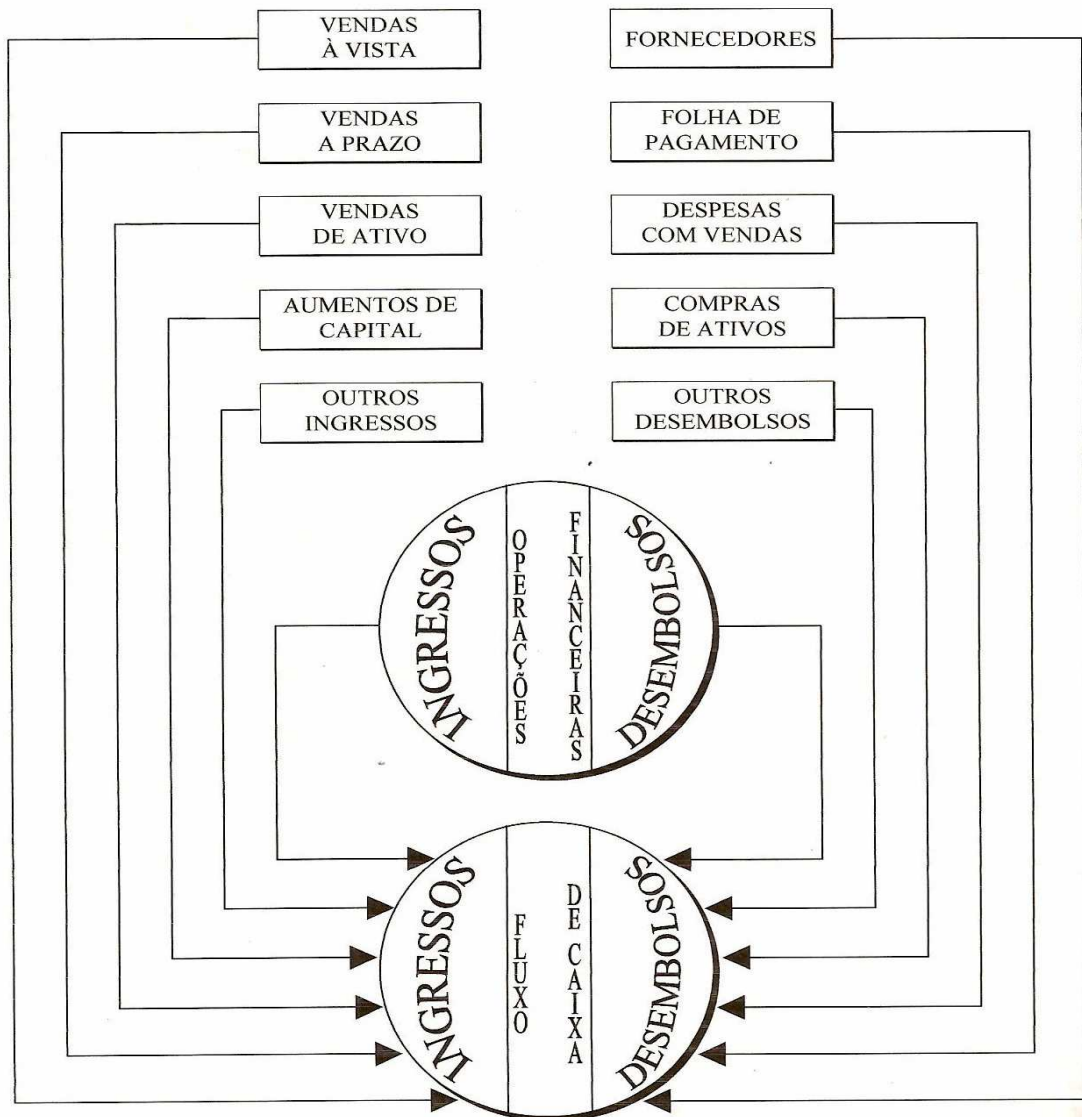 VENDAS
À VISTA
VENDAS
A PRAZO
VENDAS
DE ATIVO
AUMENTOS DE
CAPITAL
OUTROS
INGRESSOS
FORNECEDORES
FOLHA DE
PAGAMENTO
DESPESAS
COM VENDAS
COMPRAS
DE ATIVOS
OUTROS
DESEMBOLSOS
INGRESSOS
OPERAÇÕES
FINANCEIRAS
DESEMBOLSOS
INGRESSOS
FLUXO
DE CAIXA
DESEMBOLSOS